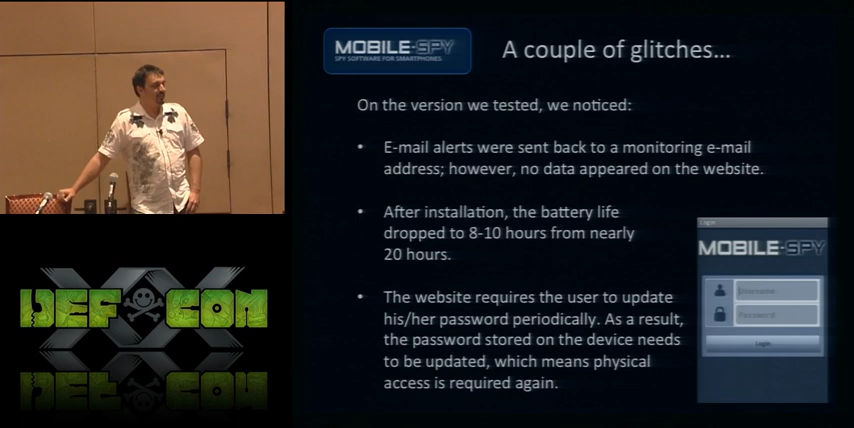 MOBILE-SPY
SPY SOFTWARE FOR SMARTPHONES
A couple of glitches...
On the version we tested, we noticed:
• E-mail alerts were sent back to a monitoring e-mail
address; however, no data appeared on the website.
• After installation, the battery life
dropped to 8-10 hours from nearly
20 hours.
• The website requires the user to update
his/her password periodically. As a result,
the password stored on the device needs
to be updated, which means physical
access is required again.
Login
MOBILE-SPY
Username
Password
Login
DEF CON
XX